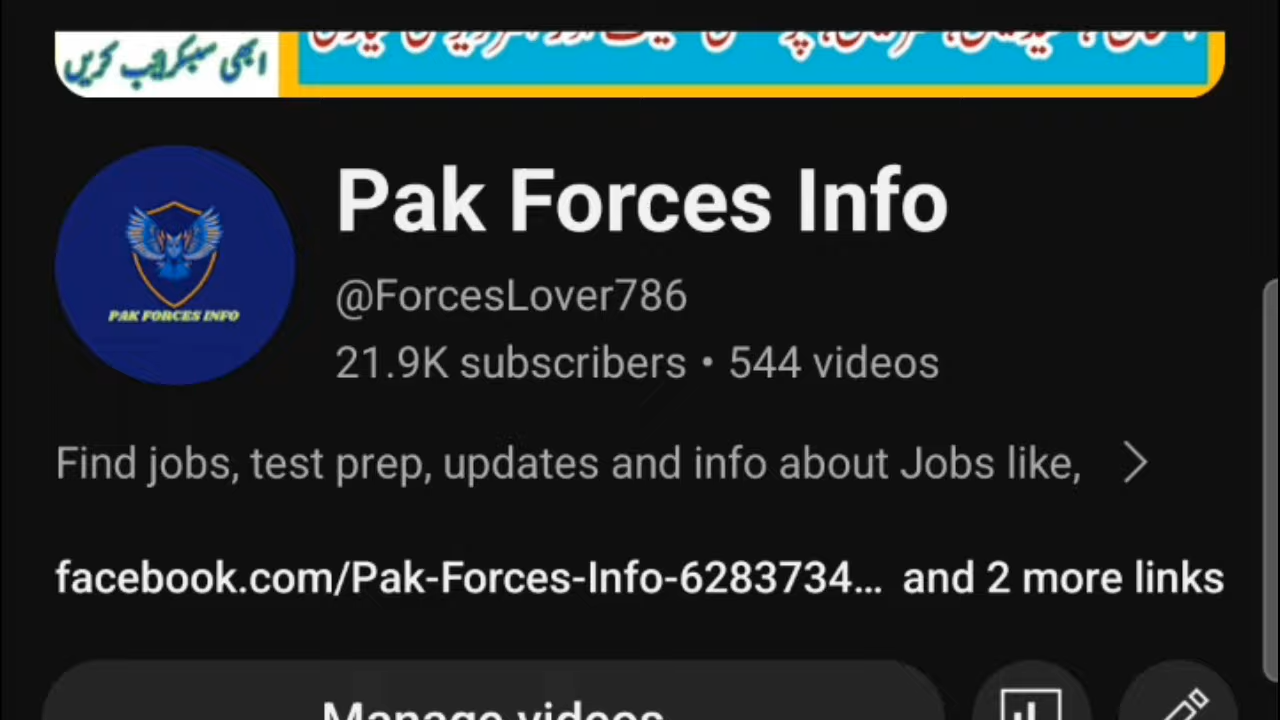 ابھی سبسکرائب کریں
Pak Forces Info
PAK FORCES INFO
@ForcesLover786
21.9K subscribers • 544 videos
Find jobs, test prep, updates and info about Jobs like,
facebook.com/Pak-Forces-Info-6283734... and 2 more links
Manage videos